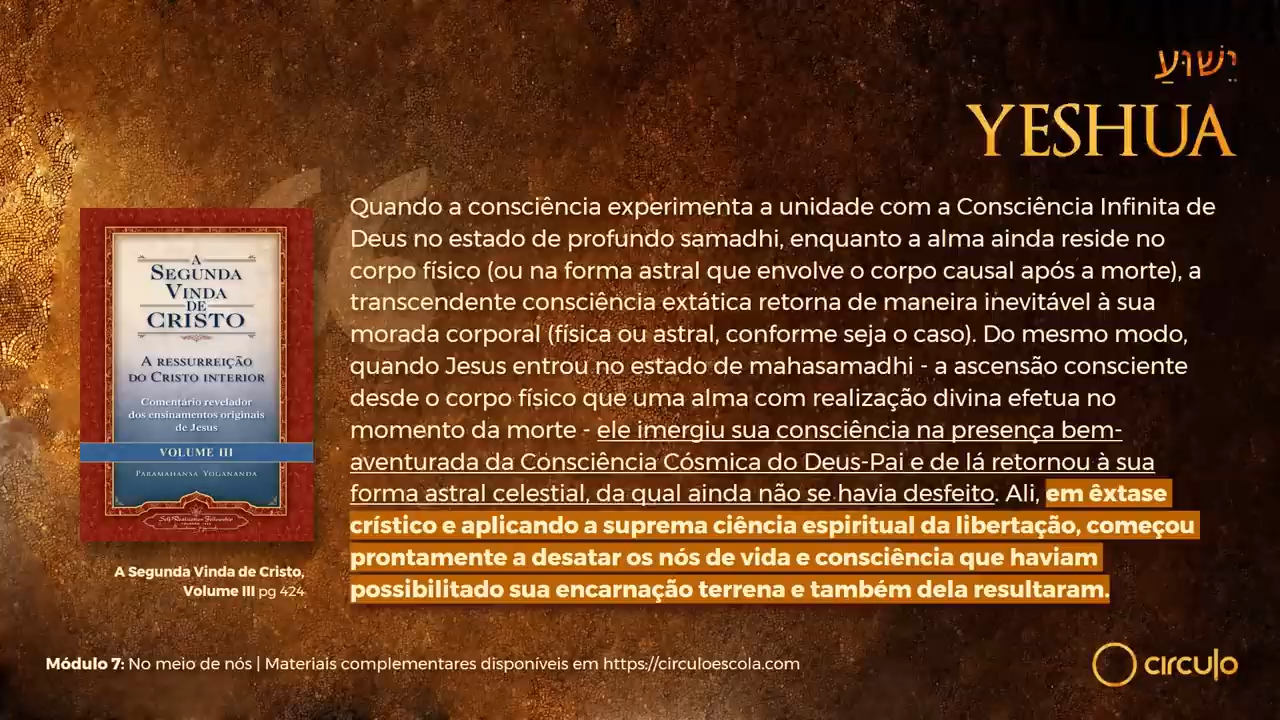 יֵשׁוּעַ
YESHUA
A
SEGUNDA
VINDA
DE
CRISTO
A RESSURREIÇÃO
DO CRISTO INTERIOR
Comentário revelador
dos ensinamentos originais
de Jesus
VOLUME III
PARAMAHANSA YOGANANDA
Self-Realization Fellowship
A Segunda Vinda de Cristo,
Volume III pg 424
Quando a consciência experimenta a unidade com a Consciência Infinita de
Deus no estado de profundo samadhi, enquanto a alma ainda reside no
corpo físico (ou na forma astral que envolve o corpo causal após a morte), a
transcendente consciência extática retorna de maneira inevitável à sua
morada corporal (física ou astral, conforme seja o caso). Do mesmo modo,
quando Jesus entrou no estado de mahasamadhi - a ascensão consciente
desde o corpo físico que uma alma com realização divina efetua no
momento da morte - ele imergiu sua consciência na presença bem-
aventurada da Consciência Cósmica do Deus-Pai e de lá retornou à sua
forma astral celestial, da qual ainda não se havia desfeito. Ali, em êxtase
crístico e aplicando a suprema ciência espiritual da libertação, começou
prontamente a desatar os nós de vida e consciência que haviam
possibilitado sua encarnação terrena e também dela resultaram.
Módulo 7: No meio de nós | Materiais complementares disponíveis em https://circuloescola.com
circulo